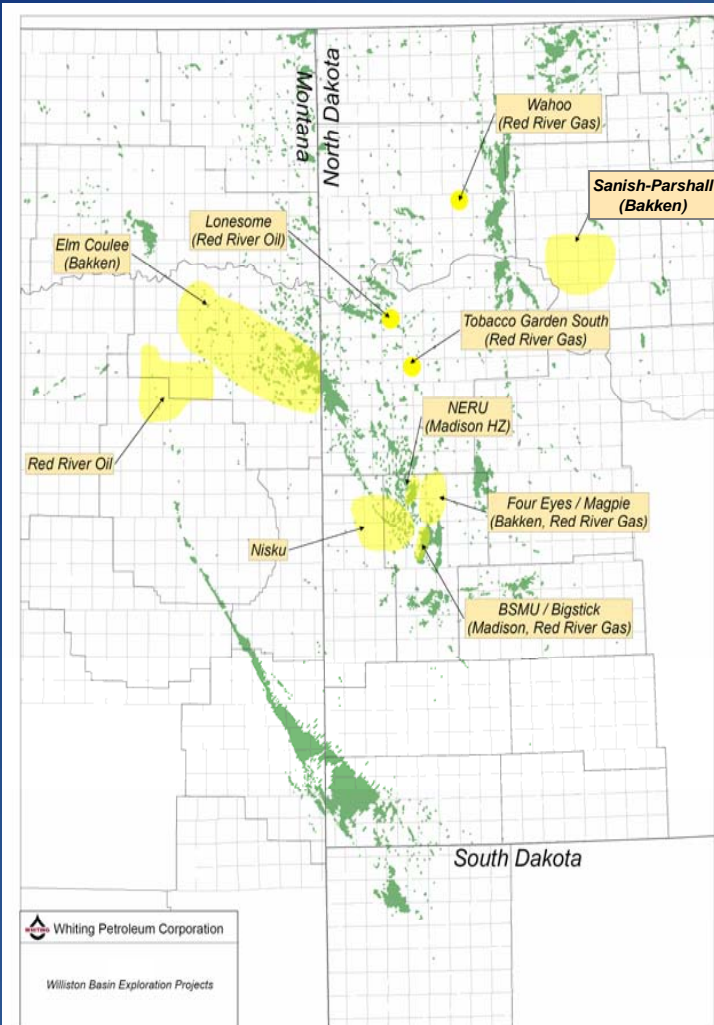 Montana
North Dakota
Wahoo
(Red River Gas)
Sanish-Parshall
(Bakken)
Lonesome
(Red River Oil)
Elm Coulee
(Bakken)
Tobacco Garden South
(Red River Gas)
NERU
(Madison HZ)
Red River Oil
Four Eyes / Magpie
(Bakken, Red River Gas)
Nisku
BSMU / Bigstick
(Madison, Red River Gas)
South Dakota
WHITING
Whiting Petroleum Corporation
Williston Basin Exploration Projects